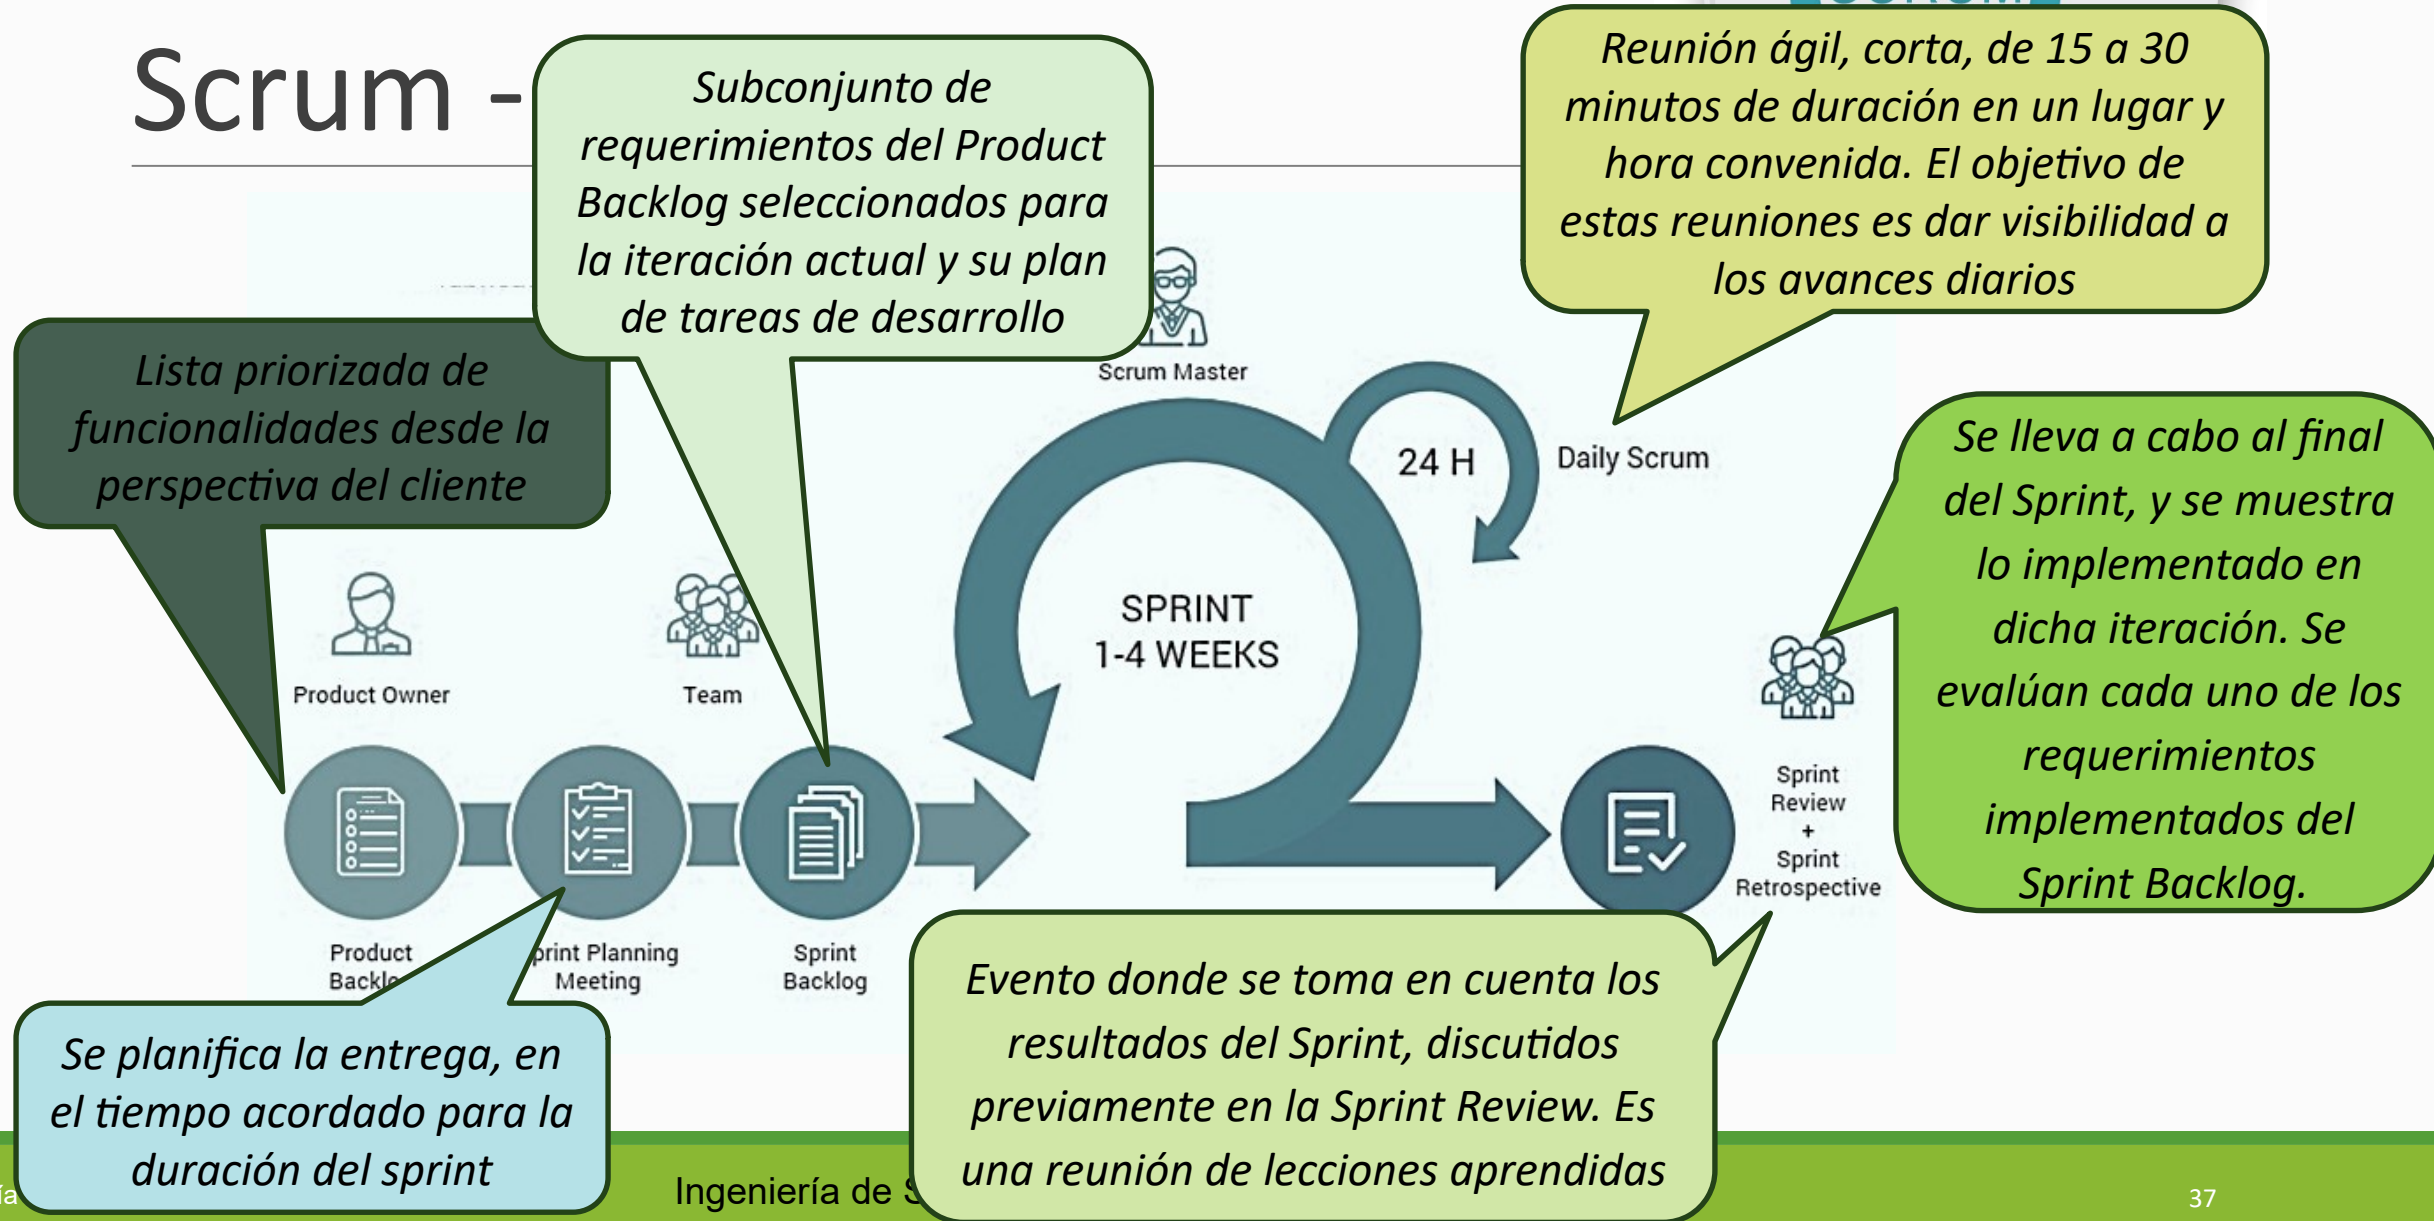 Scrum -
Subconjunto de
requerimientos del Product
Backlog seleccionados para
la iteración actual y su plan
de tareas de desarrollo
Reunión ágil, corta, de 15 a 30
minutos de duración en un lugar y
hora convenida. El objetivo de
estas reuniones es dar visibilidad a
los avances diarios
Lista priorizada de
funcionalidades desde la
perspectiva del cliente
Scrum Master
24 H
Daily Scrum
Se lleva a cabo al final
del Sprint, y se muestra
lo implementado en
dicha iteración. Se
evalúan cada uno de los
requerimientos
implementados del
Sprint Backlog.
SPRINT
1-4 WEEKS
Product Owner
Team
Sprint
Review
+
Sprint
Retrospective
Product
Sprint
Backlog
Planning
Meeting
Evento donde se toma en cuenta los
resultados del Sprint, discutidos
previamente en la Sprint Review. Es
una reunión de lecciones aprendidas
Se planifica la entrega, en
el tiempo acordado para la
duración del sprint
Ingeniería de
37